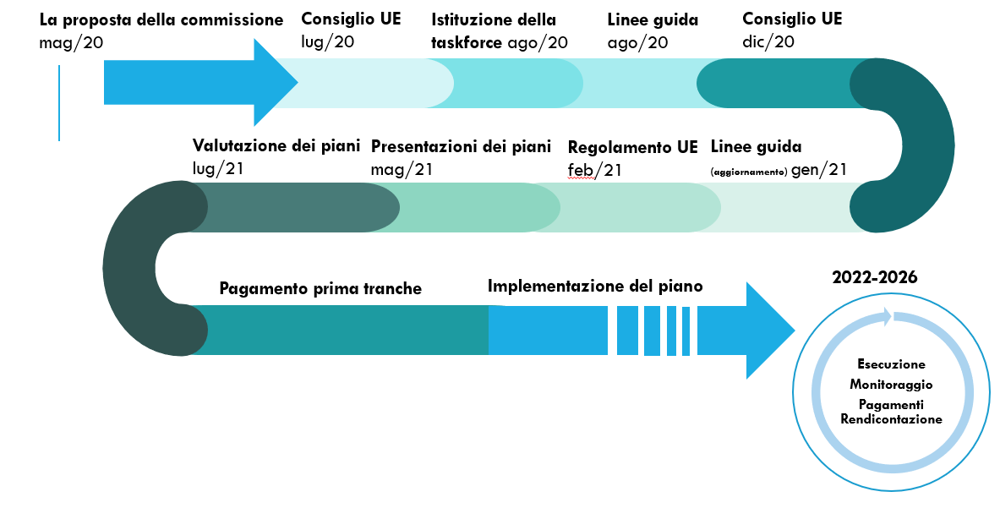 La proposta della commissione
mag/20
Consiglio UE
lug/20
Istituzione della
taskforce ago/20
Linee guida
ago/20
Consiglio UE
dic/20
Valutazione dei piani
lug/21
Presentazioni dei piani
mag/21
Regolamento UE
feb/21
Linee guida
(aggiornamento) gen/21
Pagamento prima tranche
Implementazione del piano
2022-2026
Esecuzione
Monitoraggio
Pagamenti
Rendicontazione